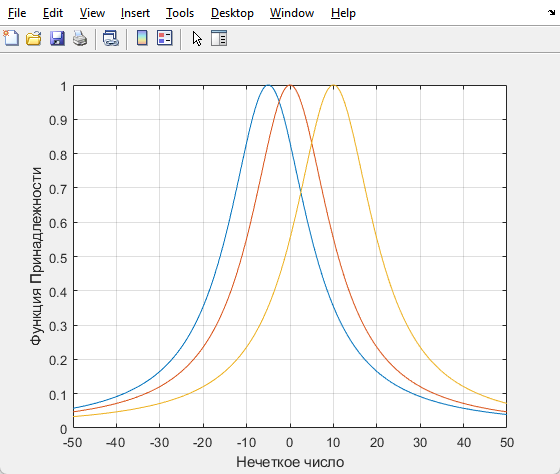 File Edit View Insert Tools Desktop Window Help
1
0.9
0.8
0.7
0.6
0.5
0.4
0.3
0.2
0.1
0
Функция Принадлежности
-50 -40 -30 -20 -10 0 10 20 30 40 50
Нечеткое число